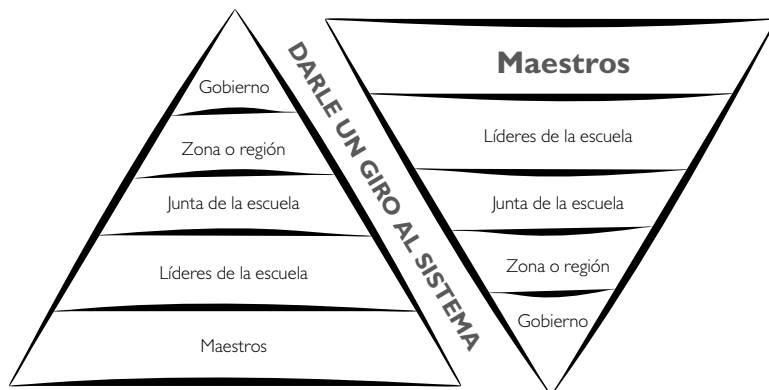 Gobierno
Zona o región
Junta de la escuela
Líderes de la escuela
Maestros
DARLE UN GIRO AL SISTEMA
Maestros
Líderes de la escuela
Junta de la escuela
Zona o región
Gobierno